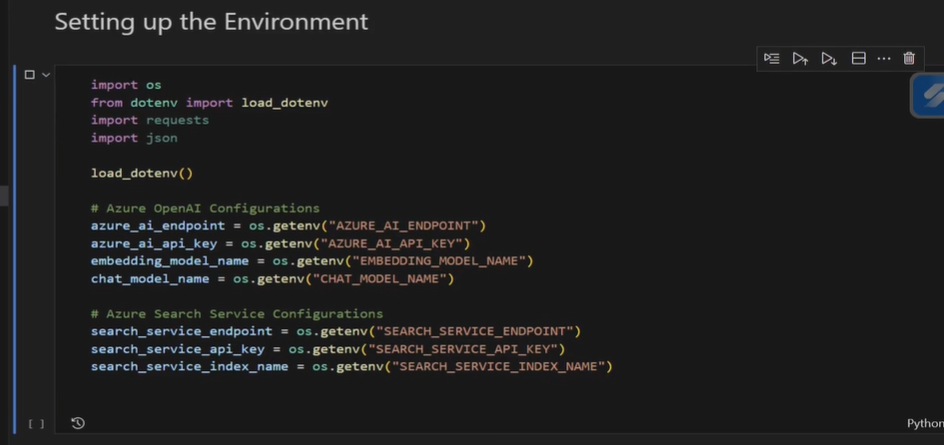 Setting up the Environment
import os
from dotenv import load_dotenv
import requests
import json
load_dotenv()
# Azure OpenAI Configurations
azure_ai_endpoint = os.getenv("AZURE_AI_ENDPOINT")
azure_ai_api_key = os.getenv("AZURE_AI_API_KEY")
embedding_model_name = os.getenv("EMBEDDING_MODEL_NAME")
chat_model_name = os.getenv("CHAT_MODEL_NAME")
# Azure Search Service Configurations
search_service_endpoint = os.getenv("SEARCH_SERVICE_ENDPOINT")
search_service_api_key = os.getenv("SEARCH_SERVICE_API_KEY")
search_service_index_name = os.getenv("SEARCH_SERVICE_INDEX_NAME")
[ ]
Python